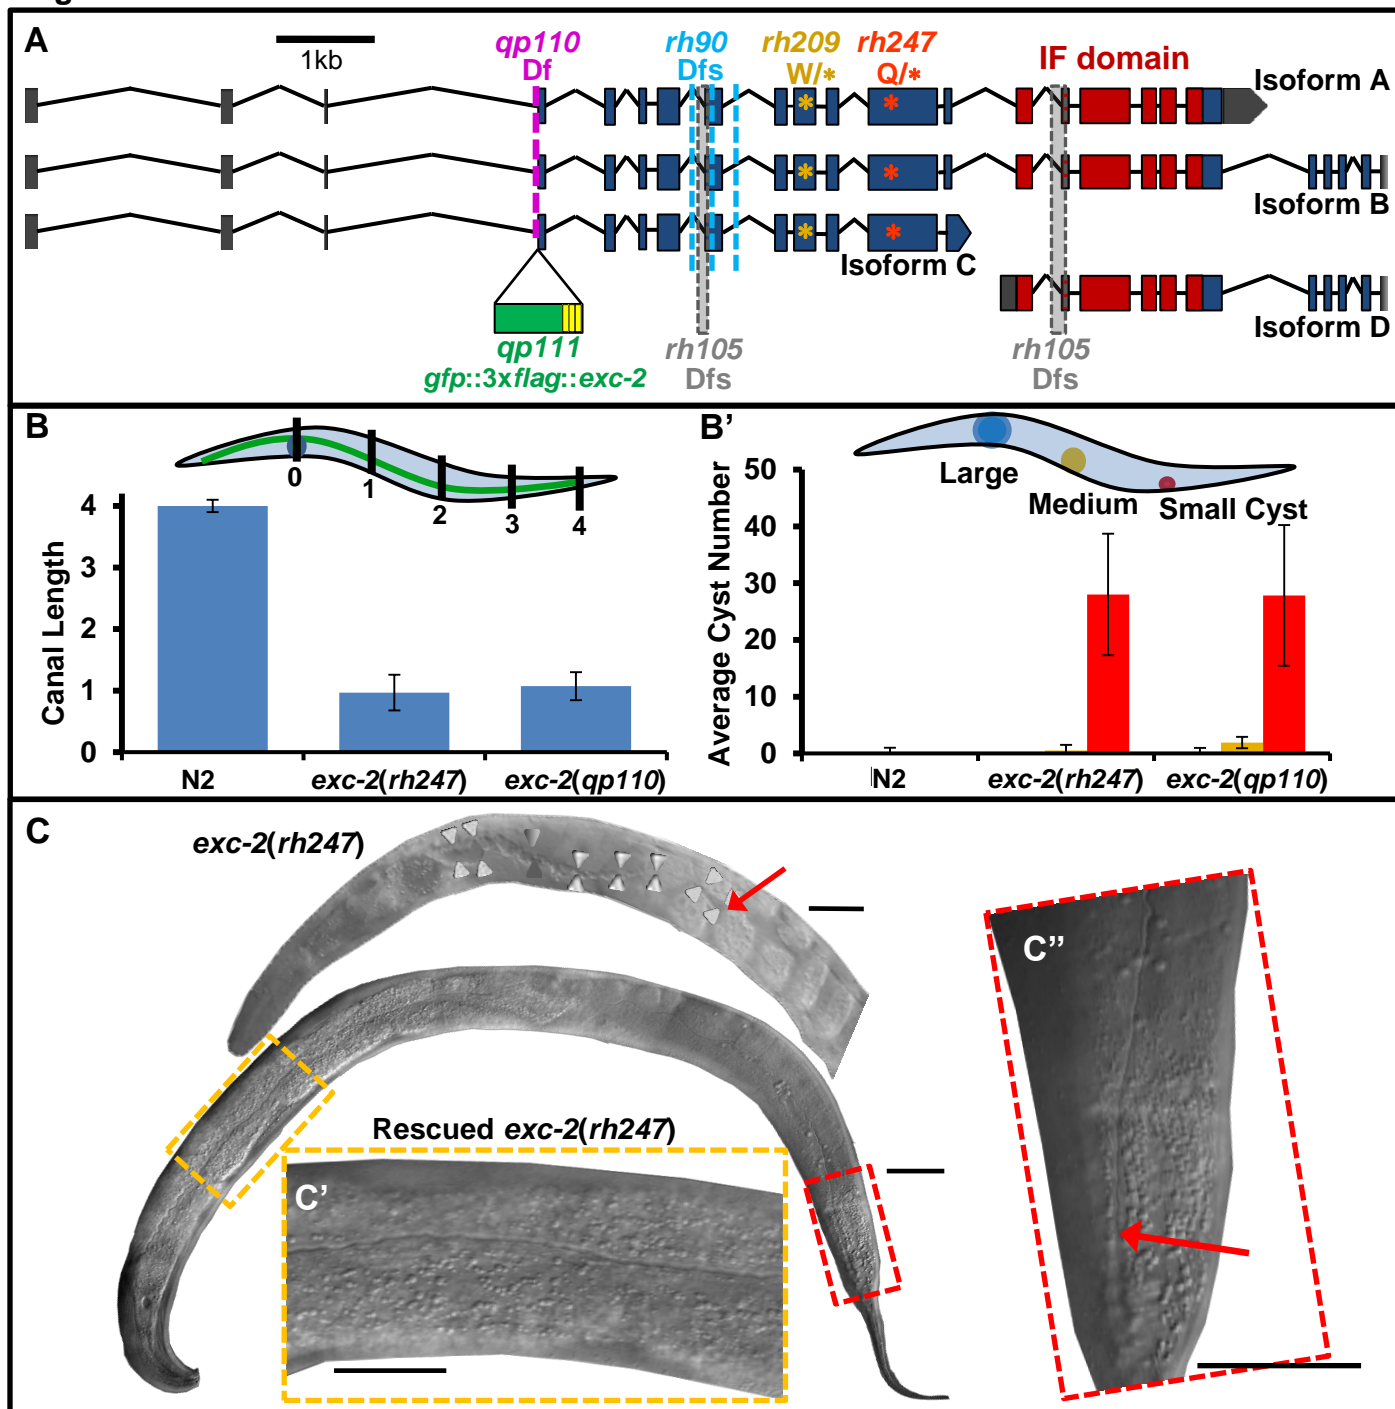 A
1kb
qp110
Df
rh90
Dfs
rh209
W/*
rh247
Q/*
IF domain
Isoform A
Isoform B
Isoform C
Isoform D
qp111
gfp::3xflag::exc-2
rh105
Dfs
rh105
Dfs
B
0
1
2
3
4
Canal Length
4
3
2
1
0
N2
exc-2(rh247)
exc-2(qp110)
B’
Large
Medium
Small Cyst
Average Cyst Number
50
40
30
20
10
0
N2
exc-2(rh247)
exc-2(qp110)
C
exc-2(rh247)
Rescued exc-2(rh247)
C’
C”